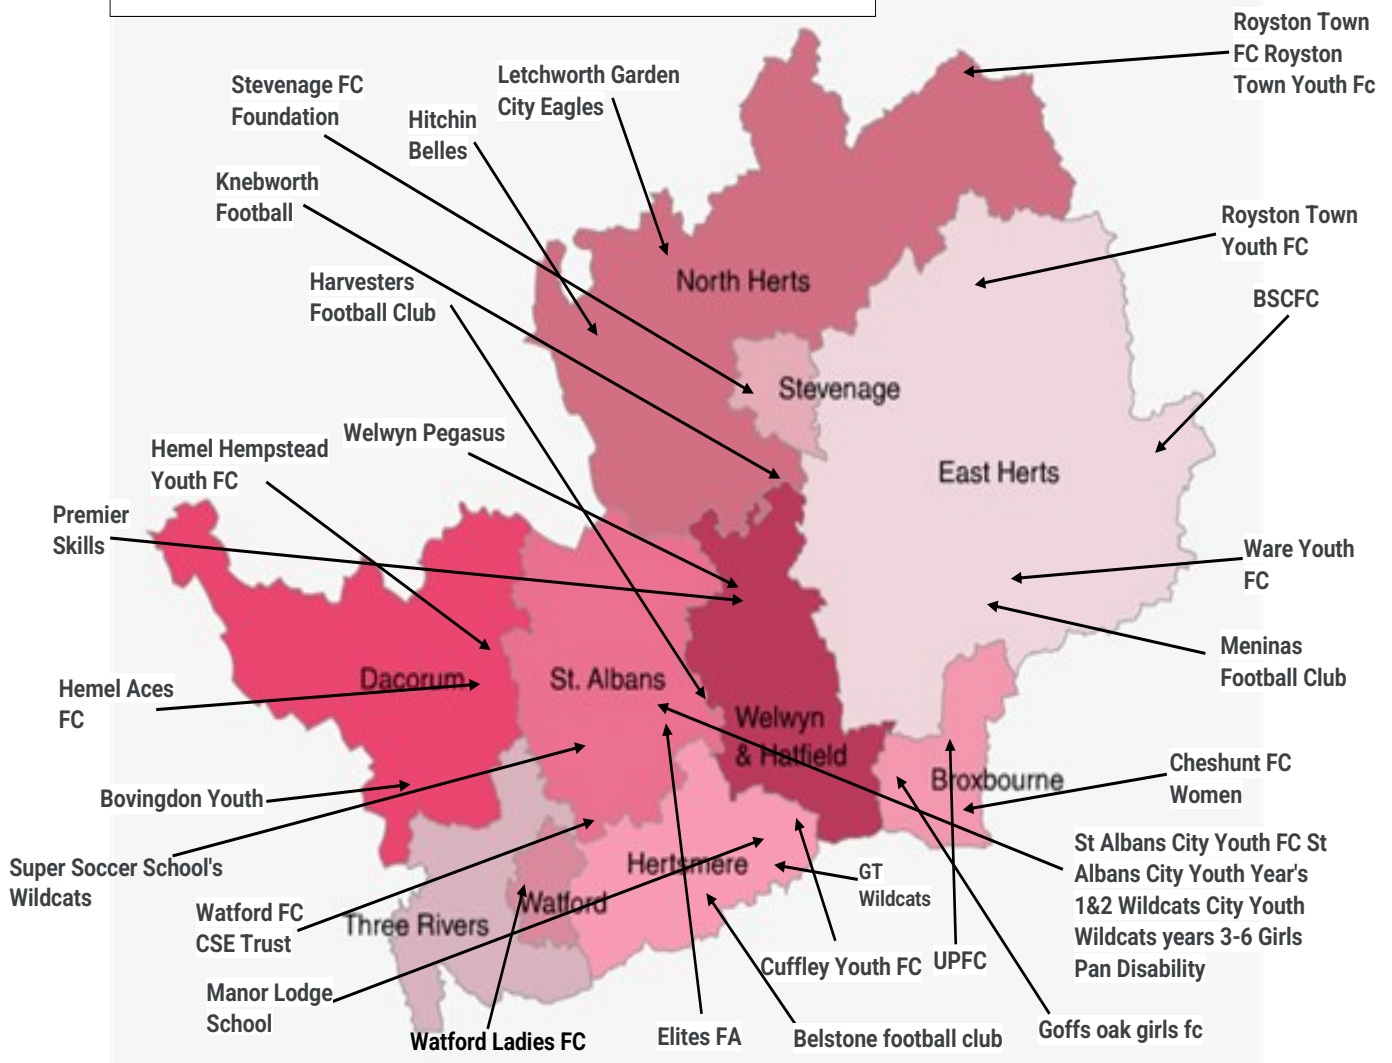 Royston Town
FC Royston
Town Youth Fc
Letchworth Garden
City Eagles
Stevenage FC
Foundation
Hitchin
Belles
Knebworth
Football
Royston Town
Youth FC
Harvesters
Football Club
North Herts
BSCFC
Stevenage
Welwyn Pegasus
Hemel Hempstead
Youth FC
East Herts
Premier
Skills
Ware Youth
FC
Meninas
Football Club
Dacorum
St. Albans
Hemel Aces
FC
Welwyn
& Hatfield
Broxbourne
Cheshunt FC
Women
Bovingdon Youth
Super Soccer School's
Wildcats
Hertsmere
GT
Wildcats
St Albans City Youth FC St
Albans City Youth Year's
1&2 Wildcats City Youth
Wildcats years 3-6 Girls
Pan Disability
Watford FC
CSE Trust
Three Rivers
Watford
Cuffley Youth FC
UPFC
Manor Lodge
School
Watford Ladies FC
Elites FA
Belstone football club
Goffs oak girls fc